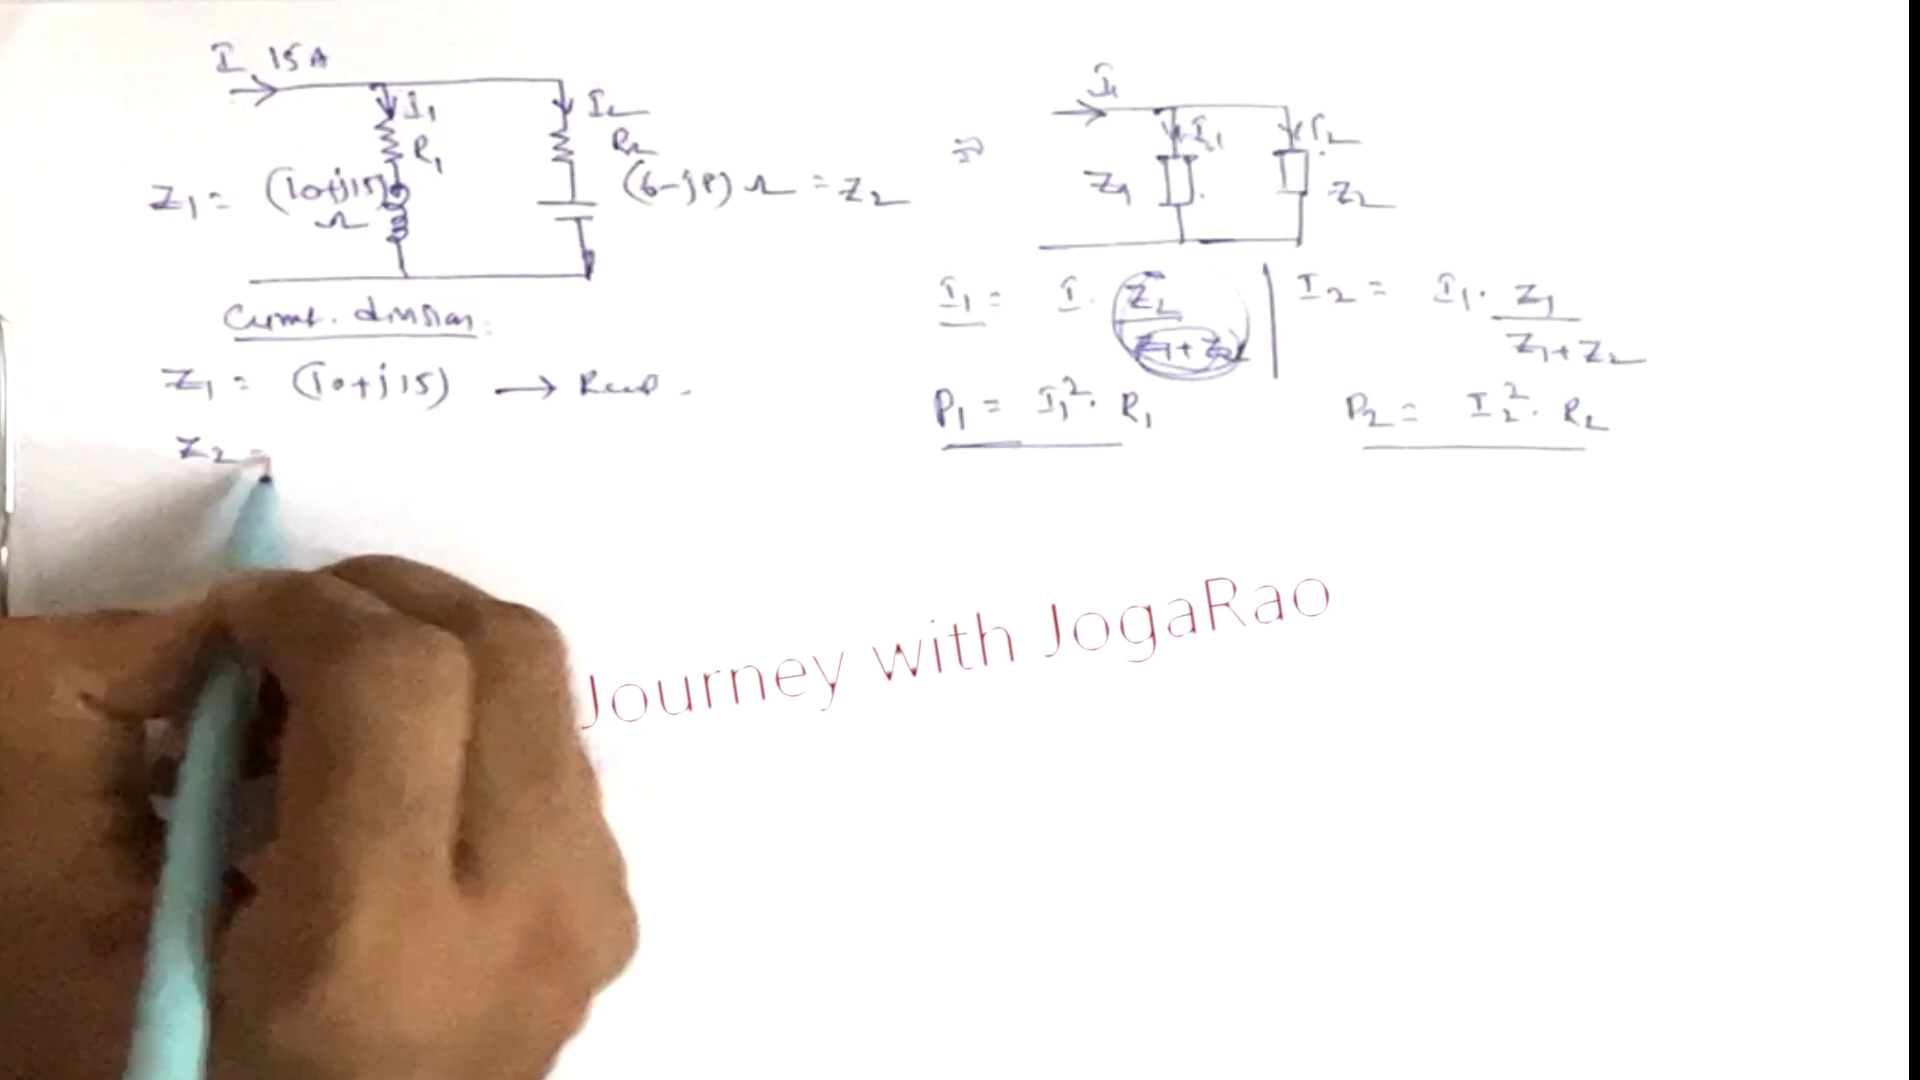 I 15A
I₁ I₂
R₁ R₂
Z₁ = (10+j15) Ω (6-j8) Ω = Z₂
Current division:
Z₁ = (10+j15) →
Z₂ =
⇒ I
I₁ I₂
Z₁ Z₂
I₁ = I · Z₂/(Z₁+Z₂) | I₂ = I₁ · Z₁/(Z₁+Z₂)
P₁ = I₁² · R₁ P₂ = I₂² · R₂
Journey with JogaRao